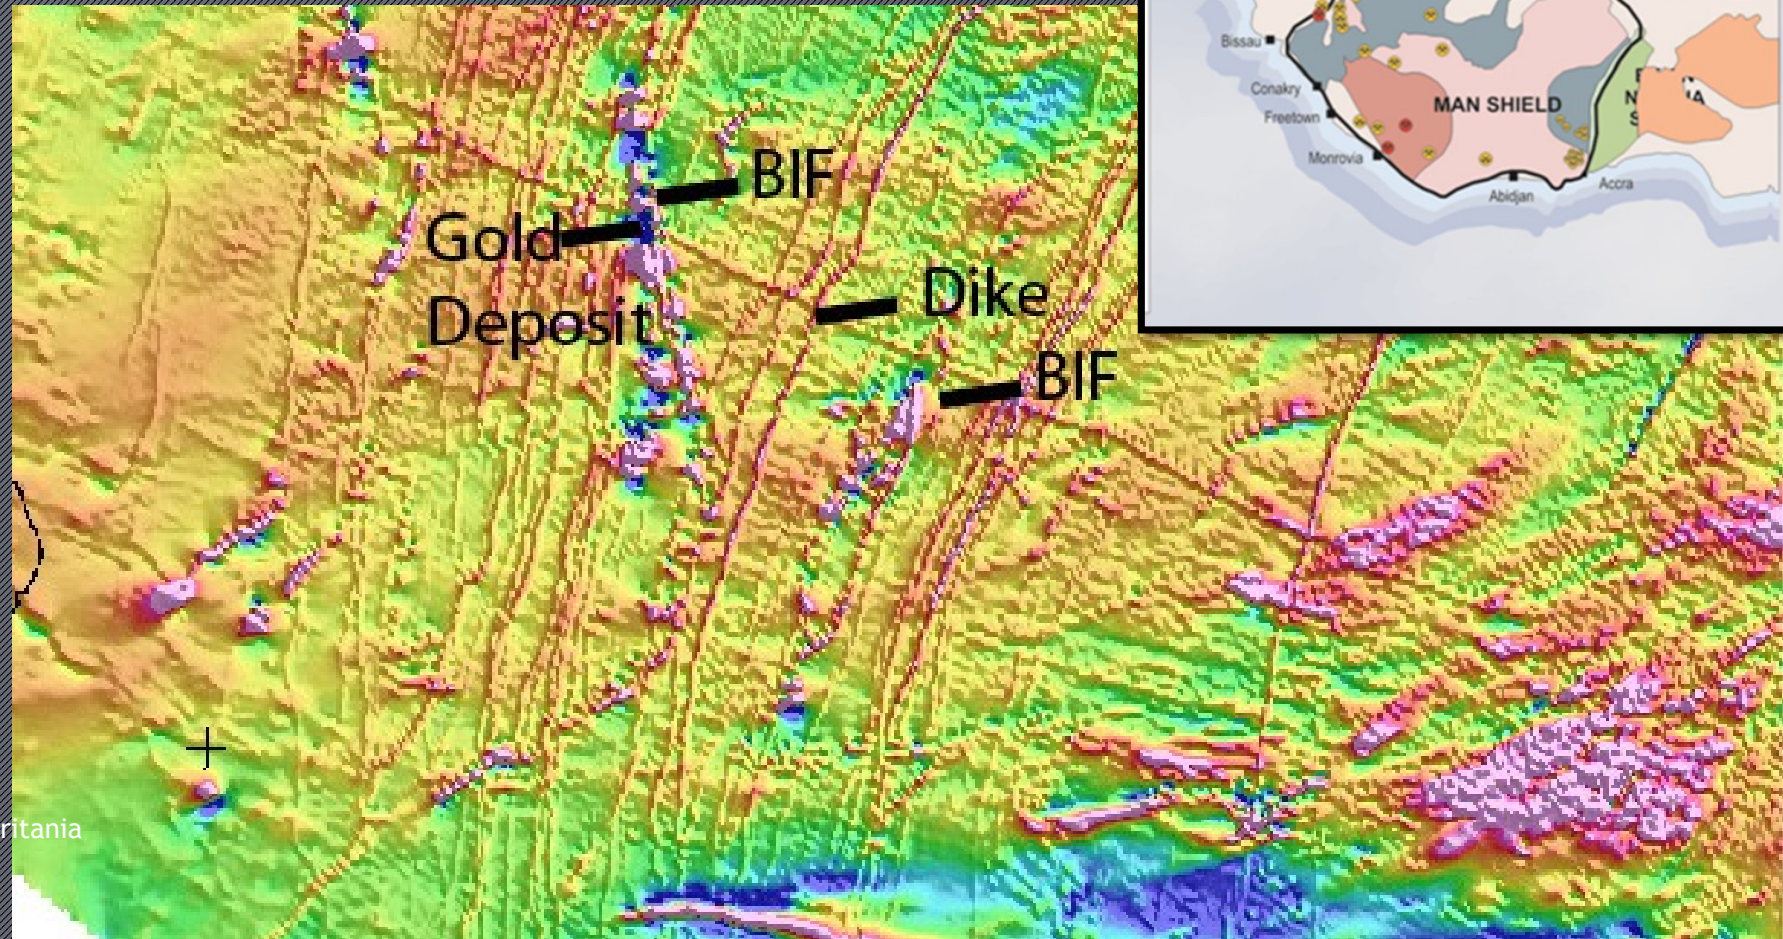 BIF
Gold
Deposit
Dike
BIF
ritania
Bissau
Conakry
Freetown
Monrovia
MAN SHIELD
Abidjan
Accra